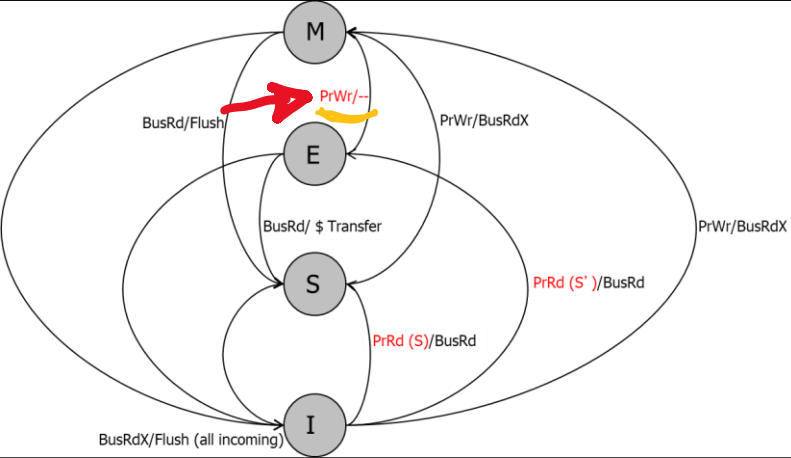 M
PrWr/--
BusRd/Flush
PrWr/BusRdX
E
BusRd/ $ Transfer
PrWr/BusRdX
S
PrRd (S')/BusRd
PrRd (S)/BusRd
I
BusRdX/Flush (all incoming)